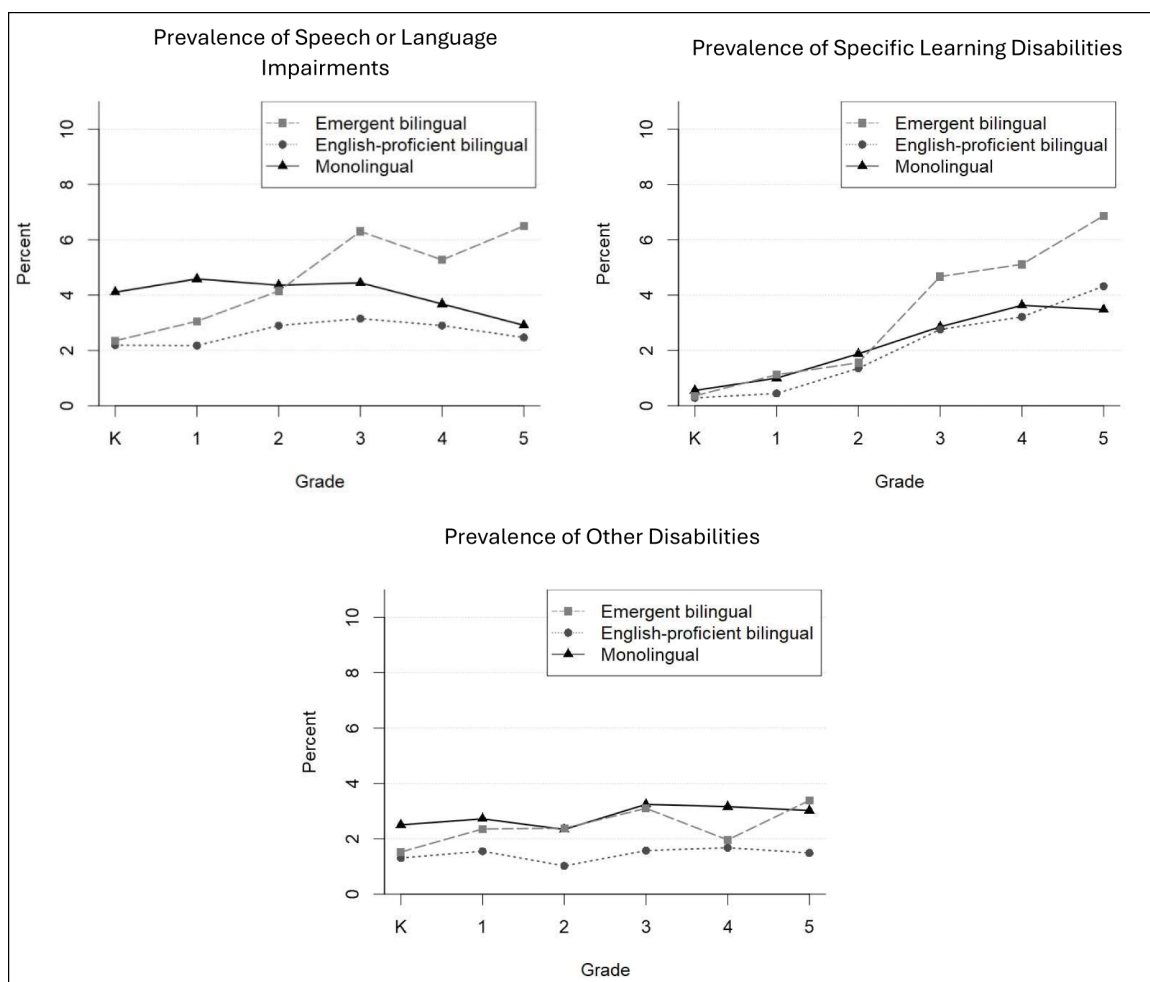 Prevalence of Speech or Language
Impairments
Emergent bilingual
English-proficient bilingual
Monolingual
10
8
6
4
2
0
Percent
K 1 2 3 4 5
Grade
Prevalence of Specific Learning Disabilities
Emergent bilingual
English-proficient bilingual
Monolingual
10
8
6
4
2
0
Percent
K 1 2 3 4 5
Grade
Prevalence of Other Disabilities
Emergent bilingual
English-proficient bilingual
Monolingual
10
8
6
4
2
0
Percent
K 1 2 3 4 5
Grade